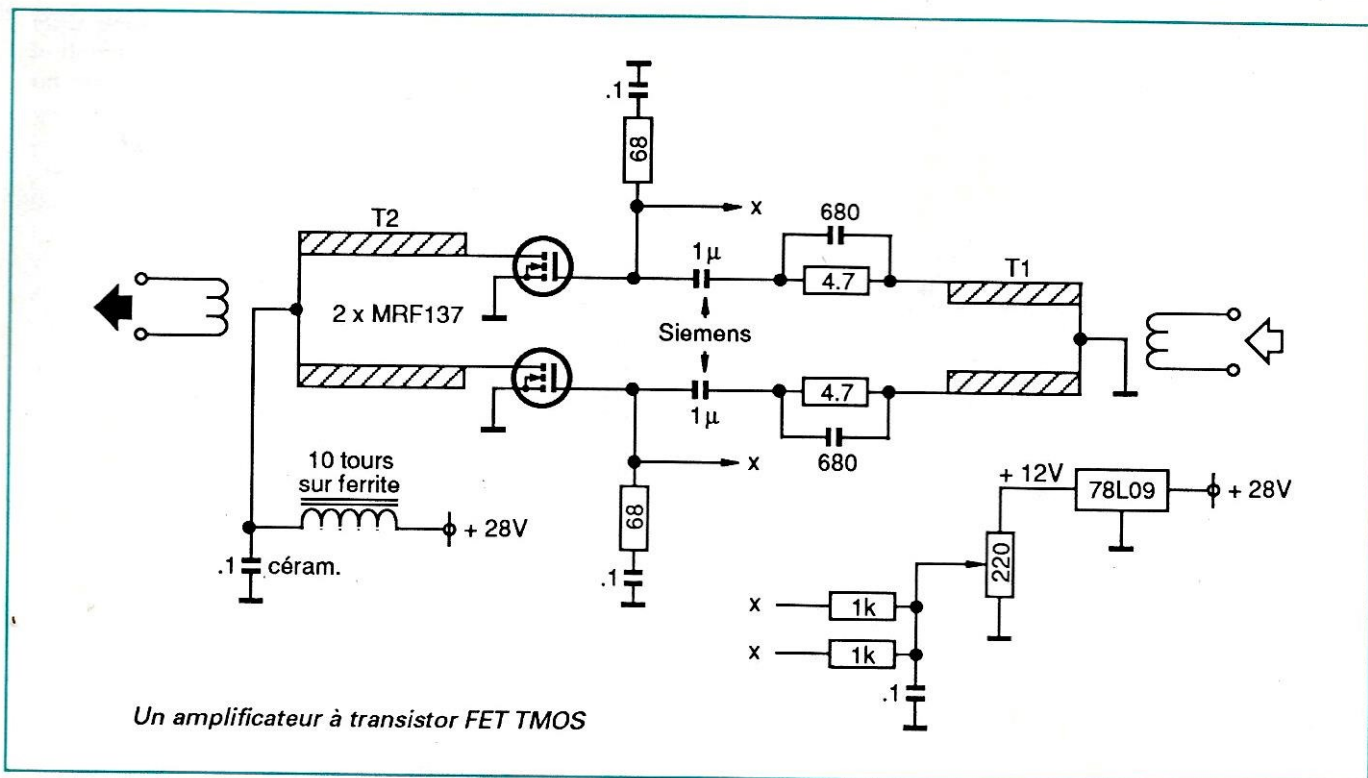 .1
68
x
T2
680
1µ
4.7
T1
2 x MRF137
Siemens
4.7
1µ
680
10 tours
sur ferrite
x
+ 12V
78L09
+ 28V
+ 28V
68
220
.1 céram.
.1
x
1k
x
1k
.1
Un amplificateur à transistor FET TMOS